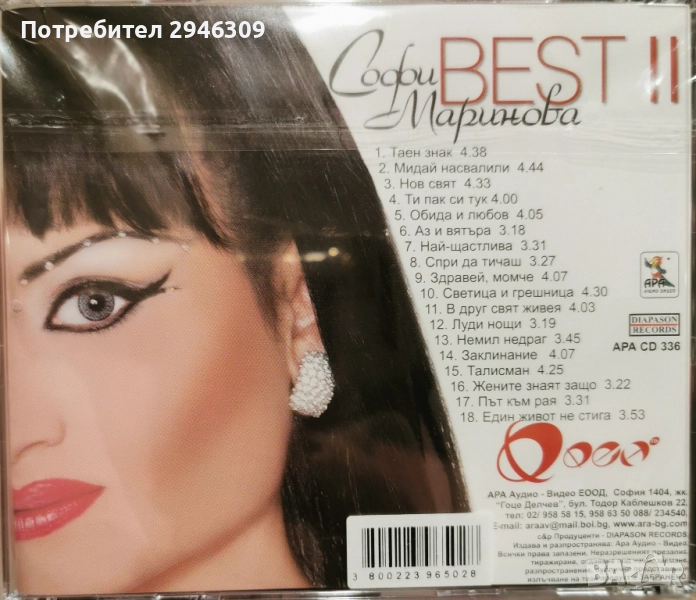 Потребител 2946309
Софи
Маринова
BEST II
1. Таен знак 4.38
2. Мидай насвалили 4.44
3. Нов свят 4.33
4. Ти пак си тук 4.00
5. Обида и любов 4.05
6. Аз и вятъра 3.18
7. Най-щастлива 3.31
8. Спри да тичаш 3.27
9. Здравей, момче 4.07
10. Светица и грешница 4.30
11. В друг свят живея 4.03
12. Луди нощи 3.19
13. Немил недраг 3.45
14. Заклинание 4.07
15. Талисман 4.25
16. Жените знаят защо 3.22
17. Път към рая 3.31
18. Един живот не стига 3.53
АРА
DIAPASON
RECORDS
APA CD 336
АРА Аудио - Видео ЕООД, София 1404, жк.
"Гоце Делчев", бул. Тодор Каблешков 22
тел: 02/ 958 58 15, 958 63 50 088/ 234540,
E-mail: araav@mail.boi.bg, www.ara-bg.com
c&p Продуценти - DIAPASON RECORDS
Издава и разпространява: Ара Аудио - Видео
Всички права запазени. Неразрешеният презапис,
тиражиране, 
разпространение
излъчване на
3 800223 965028